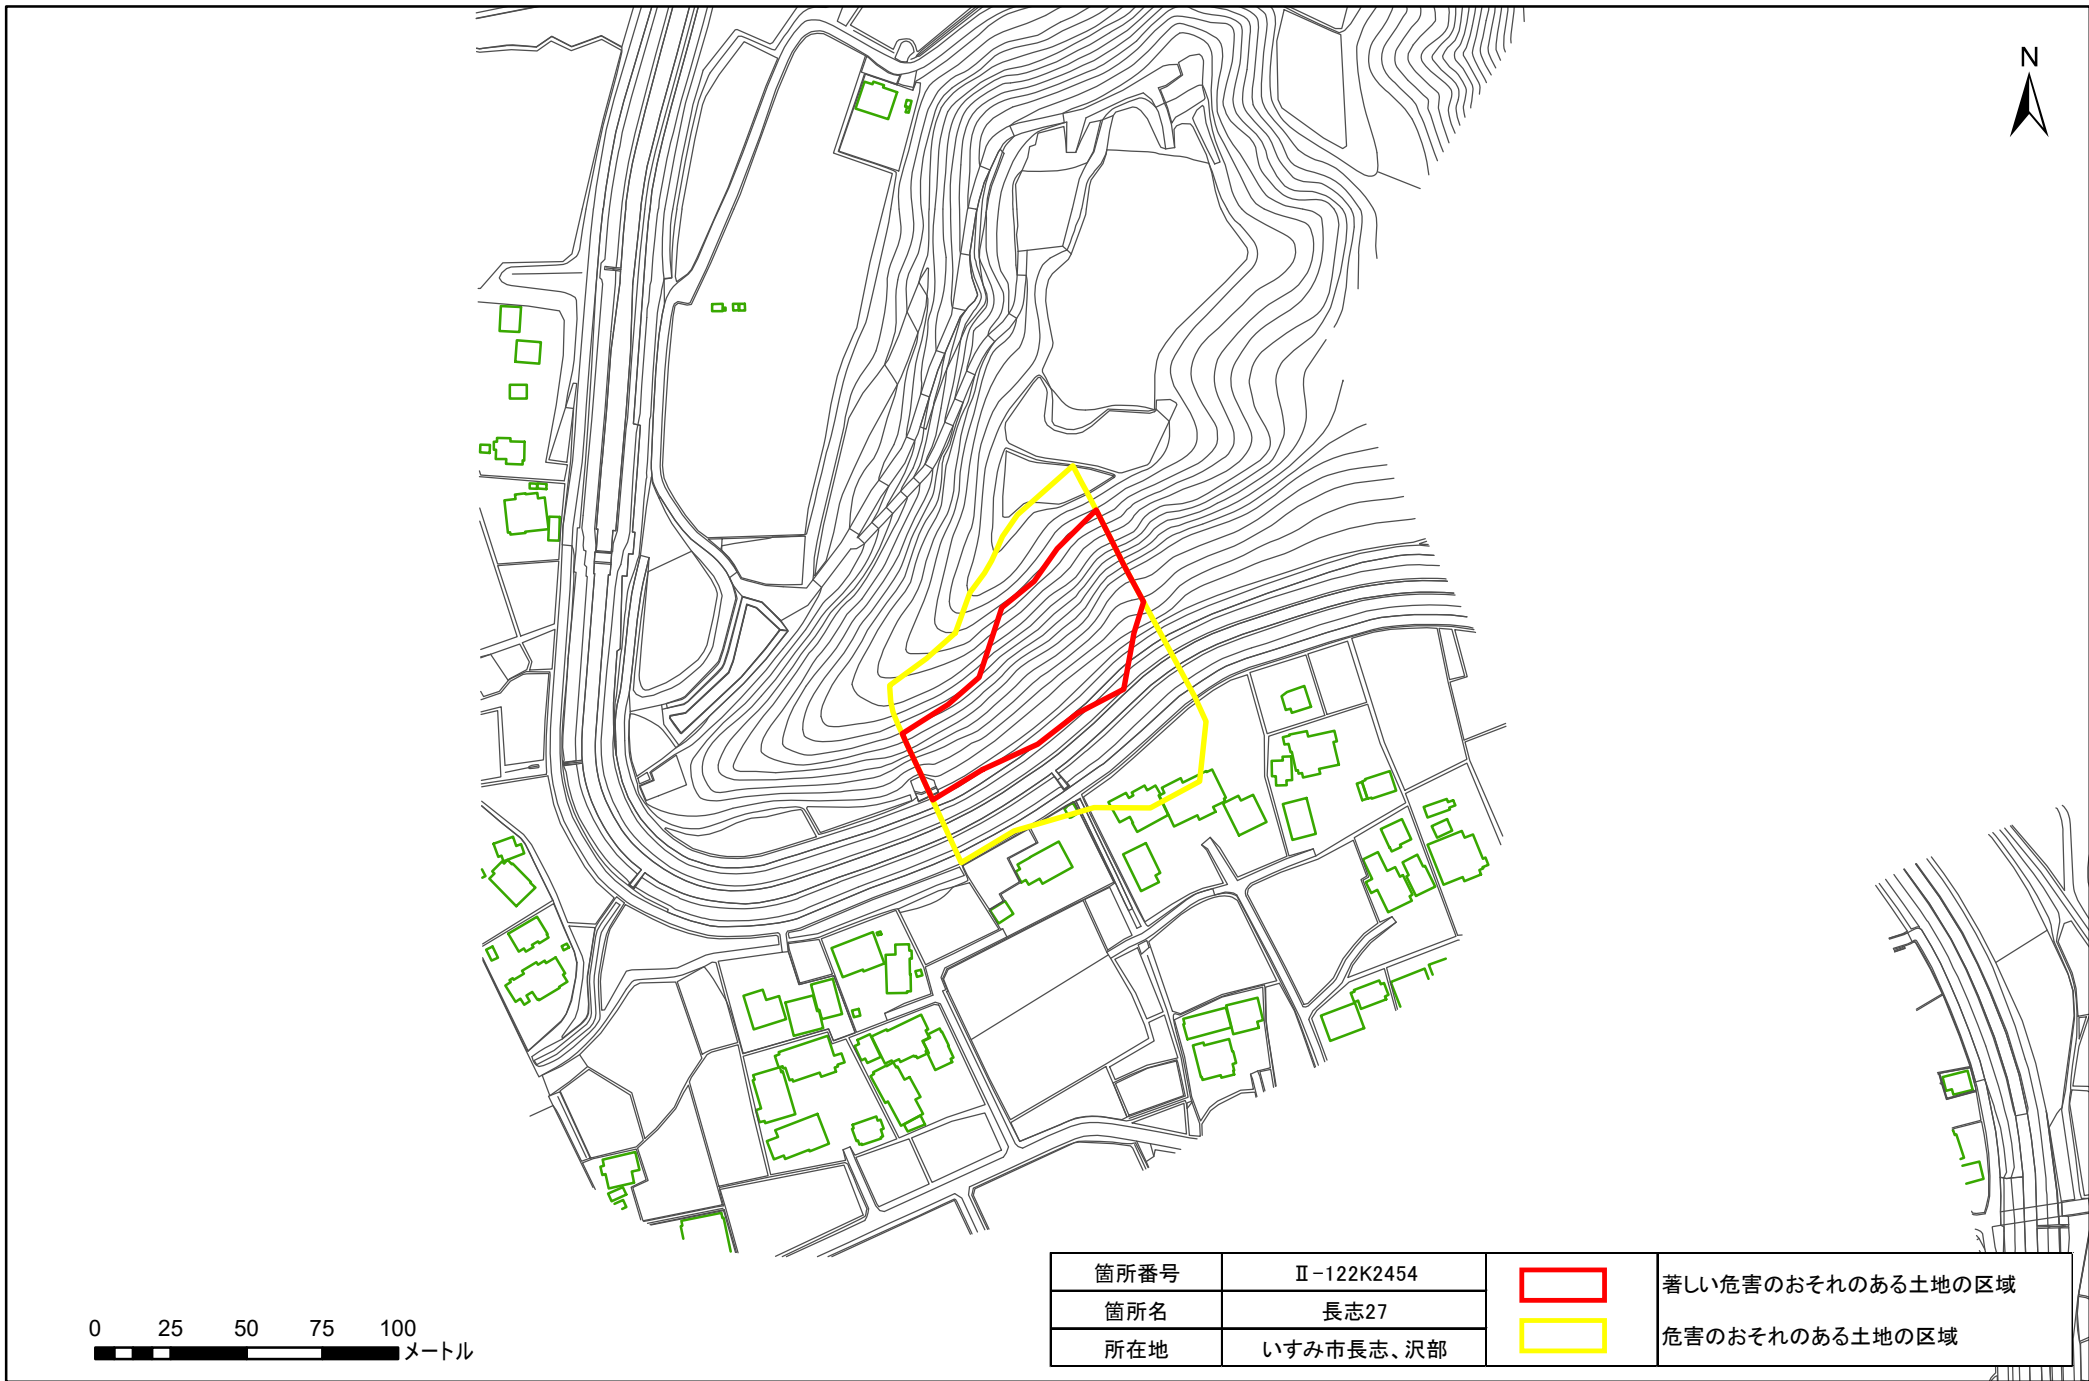 N
箇所番号 Ⅱ-122K2454
箇所名 長志27
所在地 いすみ市長志、沢部
著しい危害のおそれのある土地の区域
危害のおそれのある土地の区域
0 25 50 75 100
メートル